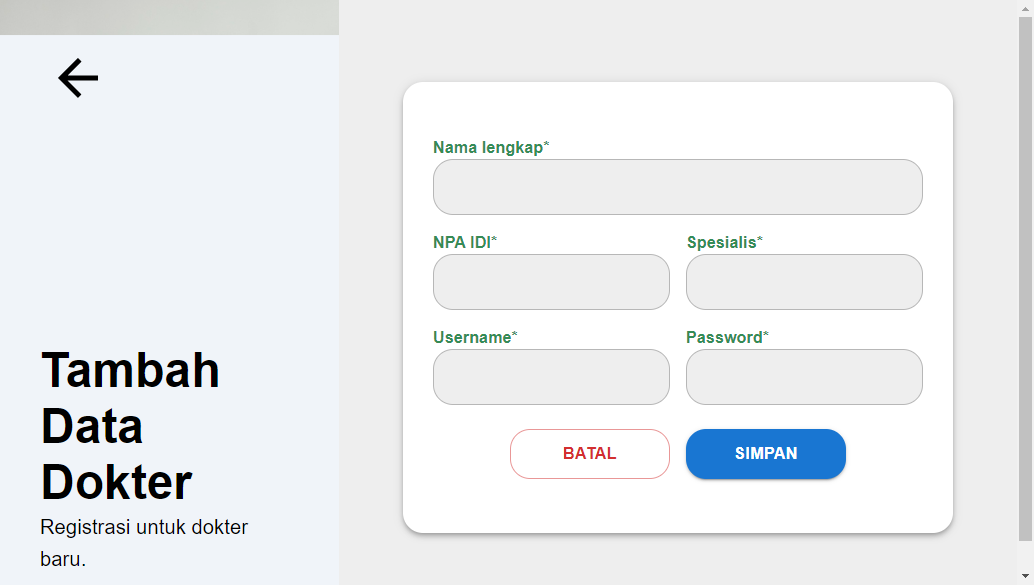 Tambah
Data
Dokter
Registrasi untuk dokter
baru.
Nama lengkap*
NPA IDI*
Spesialis*
Username*
Password*
BATAL
SIMPAN